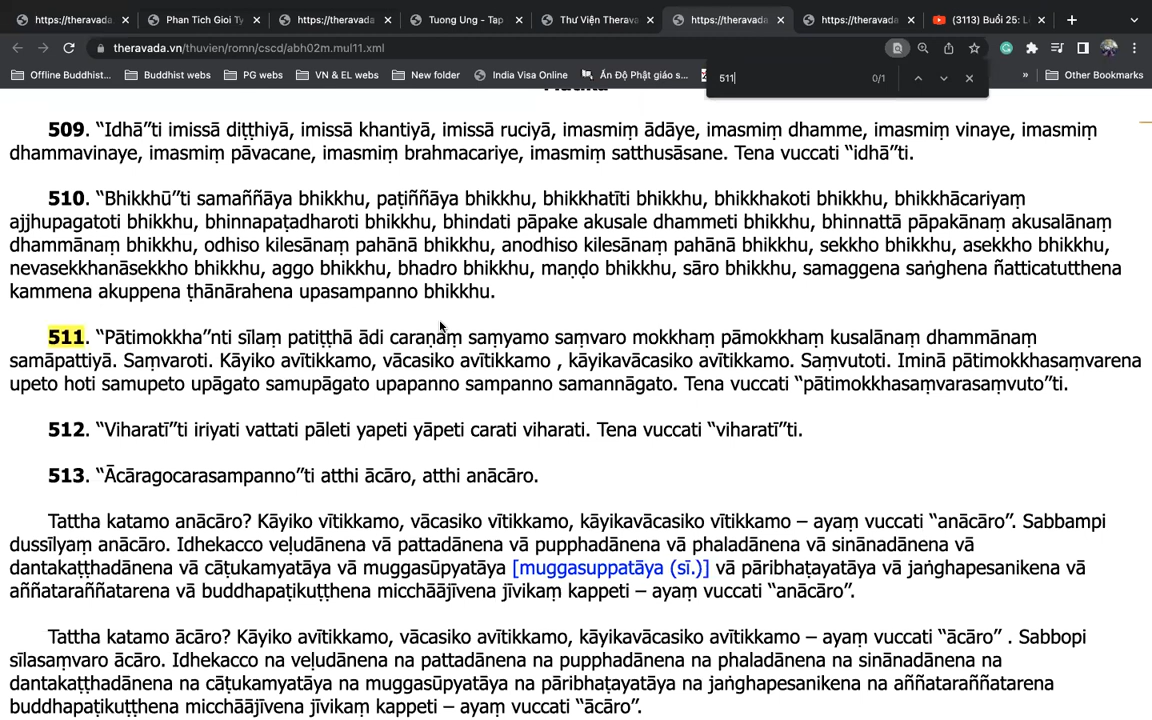 https://theravada
Phan Tich Gioi Ty
https://theravada
Tuong Ung - Tap
Thư Viện Therava
https://theravada
https://theravada
(3113) Buổi 25: L
theravada.vn/thuvien/romn/cscd/abh02m.mul11.xml
Offline Buddhist... Buddhist webs PG webs VN & EL webs New folder India Visa Online Ấn Độ Phật giáo s... » Other Bookmarks
511 0/1
509. “Idhā”ti imissā diṭṭhiyā, imissā khantiyā, imissā ruciyā, imasmiṃ ādāye, imasmiṃ dhamme, imasmiṃ vinaye, imasmiṃ
dhammavinaye, imasmiṃ pāvacane, imasmiṃ brahmacariye, imasmiṃ satthusāsane. Tena vuccati “idhā”ti.
510. “Bhikkhū”ti samaññāya bhikkhu, paṭiññāya bhikkhu, bhikkhatīti bhikkhu, bhikkhakoti bhikkhu, bhikkhācariyaṃ
ajjhupagatoti bhikkhu, bhinnapaṭadharoti bhikkhu, bhindati pāpake akusale dhammeti bhikkhu, bhinnattā pāpakānaṃ akusalānaṃ
dhammānaṃ bhikkhu, odhiso kilesānaṃ pahānā bhikkhu, anodhiso kilesānaṃ pahānā bhikkhu, sekkho bhikkhu, asekkho bhikkhu,
nevasekkhanāsekkho bhikkhu, aggo bhikkhu, bhadro bhikkhu, maṇḍo bhikkhu, sāro bhikkhu, samaggena saṅghena ñatticatutthena
kammena akuppena ṭhānārahena upasampanno bhikkhu.
511. “Pātimokkha”nti sīlaṃ patiṭṭhā ādi caraṇaṃ saṃyamo saṃvaro mokkhaṃ pāmokkhaṃ kusalānaṃ dhammānaṃ
samāpattiyā. Saṃvaroti. Kāyiko avītikkamo, vācasiko avītikkamo , kāyikavācasiko avītikkamo. Saṃvutoti. Iminā pātimokkhasaṃvarena
upeto hoti samupeto upāgato samupāgato upapanno sampanno samannāgato. Tena vuccati “pātimokkhasaṃvarasaṃvuto”ti.
512. “Viharatī”ti iriyati vattati pāleti yapeti yāpeti carati viharati. Tena vuccati “viharatī”ti.
513. “Ācāragocarasampanno”ti atthi ācāro, atthi anācāro.
Tattha katamo anācāro? Kāyiko vītikkamo, vācasiko vītikkamo, kāyikavācasiko vītikkamo – ayaṃ vuccati “anācāro”. Sabbampi
dussīlyaṃ anācāro. Idhekacco veḷudānena vā pattadānena vā pupphadānena vā phaladānena vā sinānadānena vā
dantakaṭṭhadānena vā cāṭukamyatāya vā muggasūpyatāya [muggasuppatāya (sī.)] vā pāribhaṭayatāya vā jaṅghapesanikena vā
aññataraññatarena vā buddhapaṭikuṭṭhena micchāājīvena jīvikaṃ kappeti – ayaṃ vuccati “anācāro”.
Tattha katamo ācāro? Kāyiko avītikkamo, vācasiko avītikkamo, kāyikavācasiko avītikkamo – ayaṃ vuccati “ācāro” . Sabbopi
sīlasaṃvaro ācāro. Idhekacco na veḷudānena na pattadānena na pupphadānena na phaladānena na sinānadānena na
dantakaṭṭhadānena na cāṭukamyatāya na muggasūpyatāya na pāribhaṭayatāya na jaṅghapesanikena na aññataraññatarena
buddhapaṭikuṭṭhena micchāājīvena jīvikaṃ kappeti – ayaṃ vuccati “ācāro”.